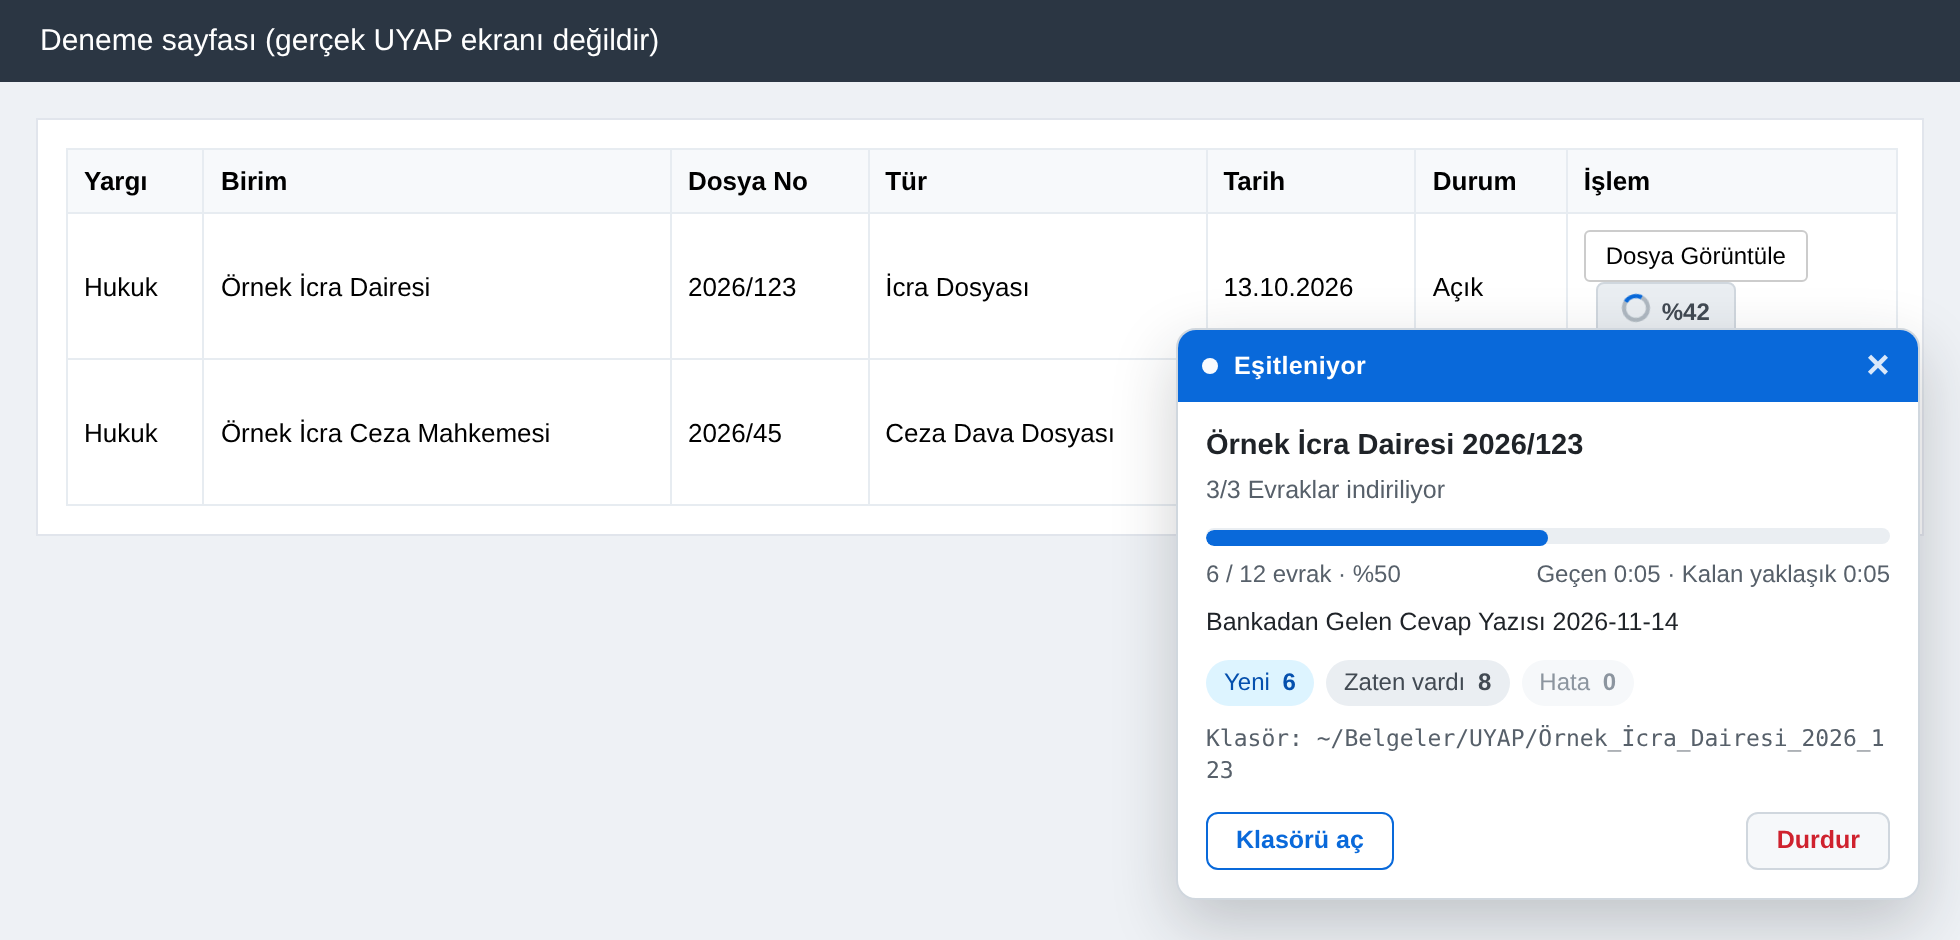 Deneme sayfası (gerçek UYAP ekranı değildir)
Yargı Birim Dosya No Tür Tarih Durum İşlem
Hukuk Örnek İcra Dairesi 2026/123 İcra Dosyası 13.10.2026 Açık Dosya Görüntüle
%42
Hukuk Örnek İcra Ceza Mahkemesi 2026/45 Ceza Dava Dosyası
Eşitleniyor ×
Örnek İcra Dairesi 2026/123
3/3 Evraklar indiriliyor
6 / 12 evrak · %50 Geçen 0:05 · Kalan yaklaşık 0:05
Bankadan Gelen Cevap Yazısı 2026-11-14
Yeni 6 Zaten vardı 8 Hata 0
Klasör: ~/Belgeler/UYAP/Örnek_İcra_Dairesi_2026_1
23
Klasörü aç Durdur